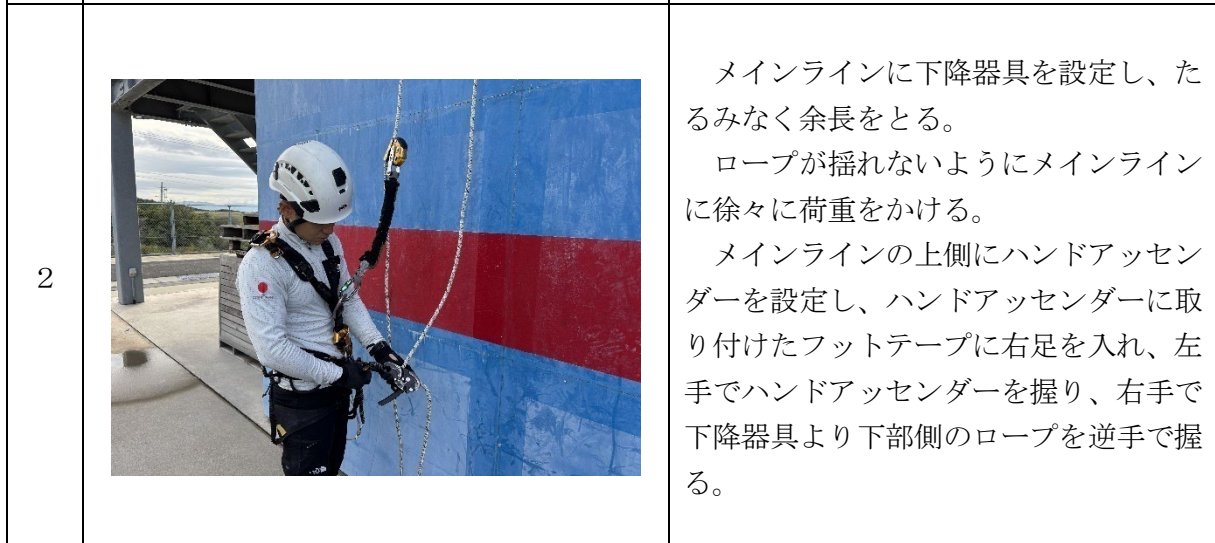 2
メインラインに下降器具を設定し、た
るみなく余長をとる。
ロープが揺れないようにメインライン
に徐々に荷重をかける。
メインラインの上側にハンドアッセン
ダーを設定し、ハンドアッセンダーに取
り付けたフットテープに右足を入れ、左
手でハンドアッセンダーを握り、右手で
下降器具より下部側のロープを逆手で握
る。